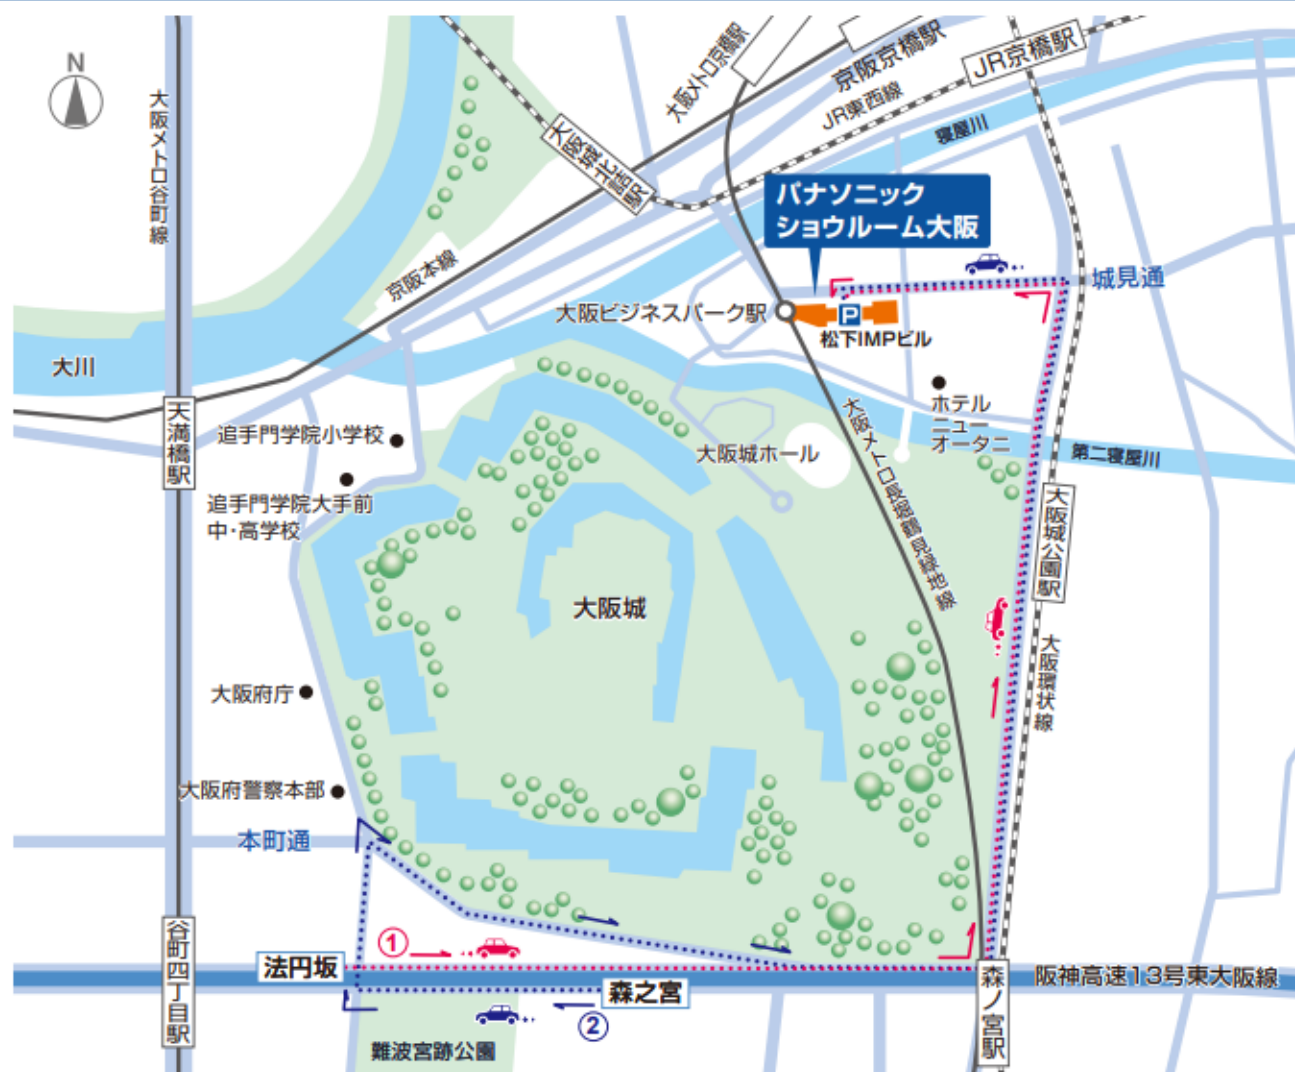 N
大阪メトロ谷町線
大阪城北詰駅
大阪メトロ京橋駅
京阪京橋駅
JR東西線
JR京橋駅
寝屋川
京阪本線
パナソニック
ショウルーム大阪
城見通
大阪ビジネスパーク駅
P
松下IMPビル
大川
天満橋駅
追手門学院小学校
追手門学院大手前
中・高学校
大阪城ホール
ホテル
ニュー
オータニ
第二寝屋川
大阪メトロ長堀鶴見緑地線
大阪城公園駅
大阪城
大阪環状線
大阪府庁
大阪府警察本部
本町通
谷町四丁目駅
①
法円坂
森之宮
②
森ノ宮駅
阪神高速13号東大阪線
難波宮跡公園